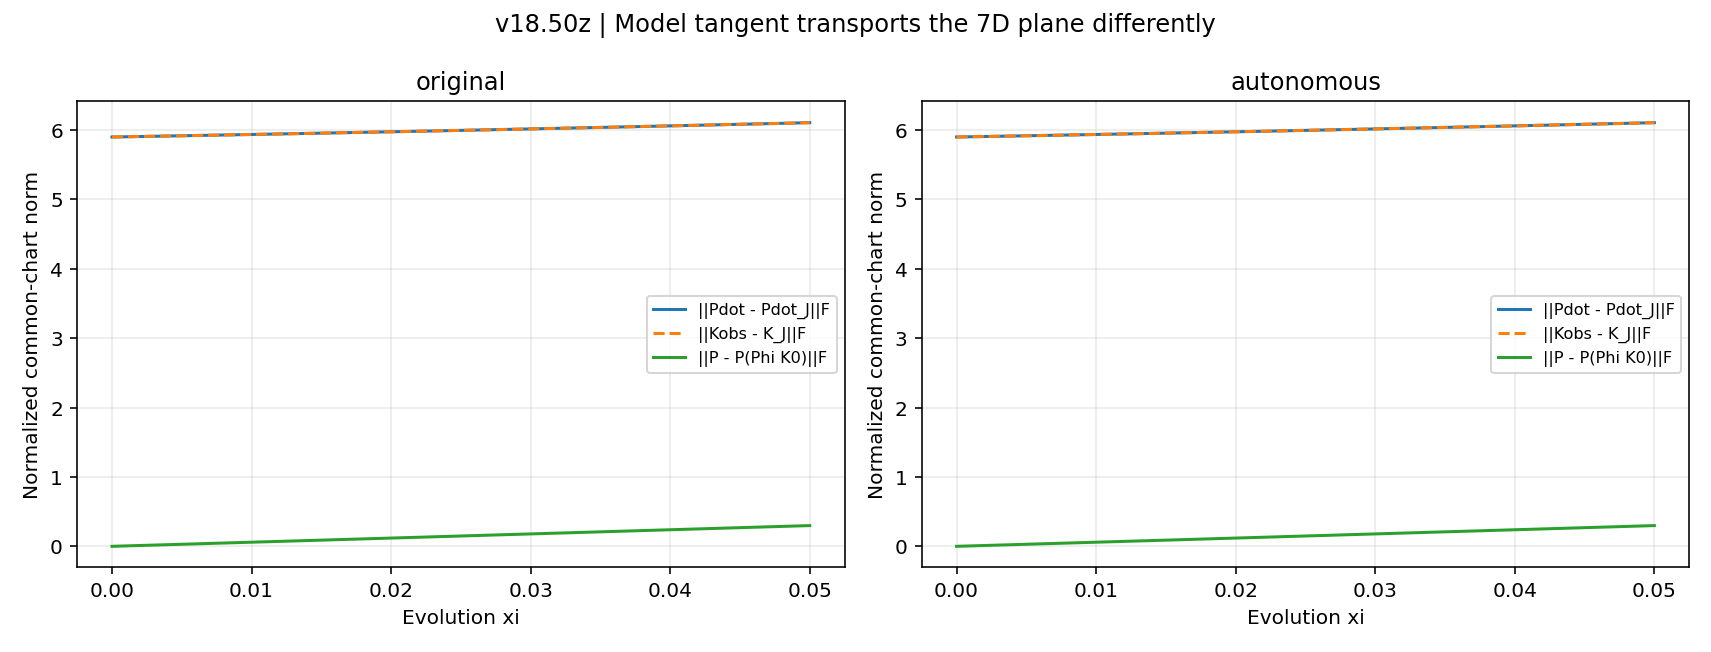 v18.50z | Model tangent transports the 7D plane differently
original
Normalized common-chart norm
6
5
4
3
2
1
0
||Pdot - Pdot_J||F
||Kobs - K_J||F
||P - P(Phi K0)||F
0.00 0.01 0.02 0.03 0.04 0.05
Evolution xi
autonomous
Normalized common-chart norm
6
5
4
3
2
1
0
||Pdot - Pdot_J||F
||Kobs - K_J||F
||P - P(Phi K0)||F
0.00 0.01 0.02 0.03 0.04 0.05
Evolution xi